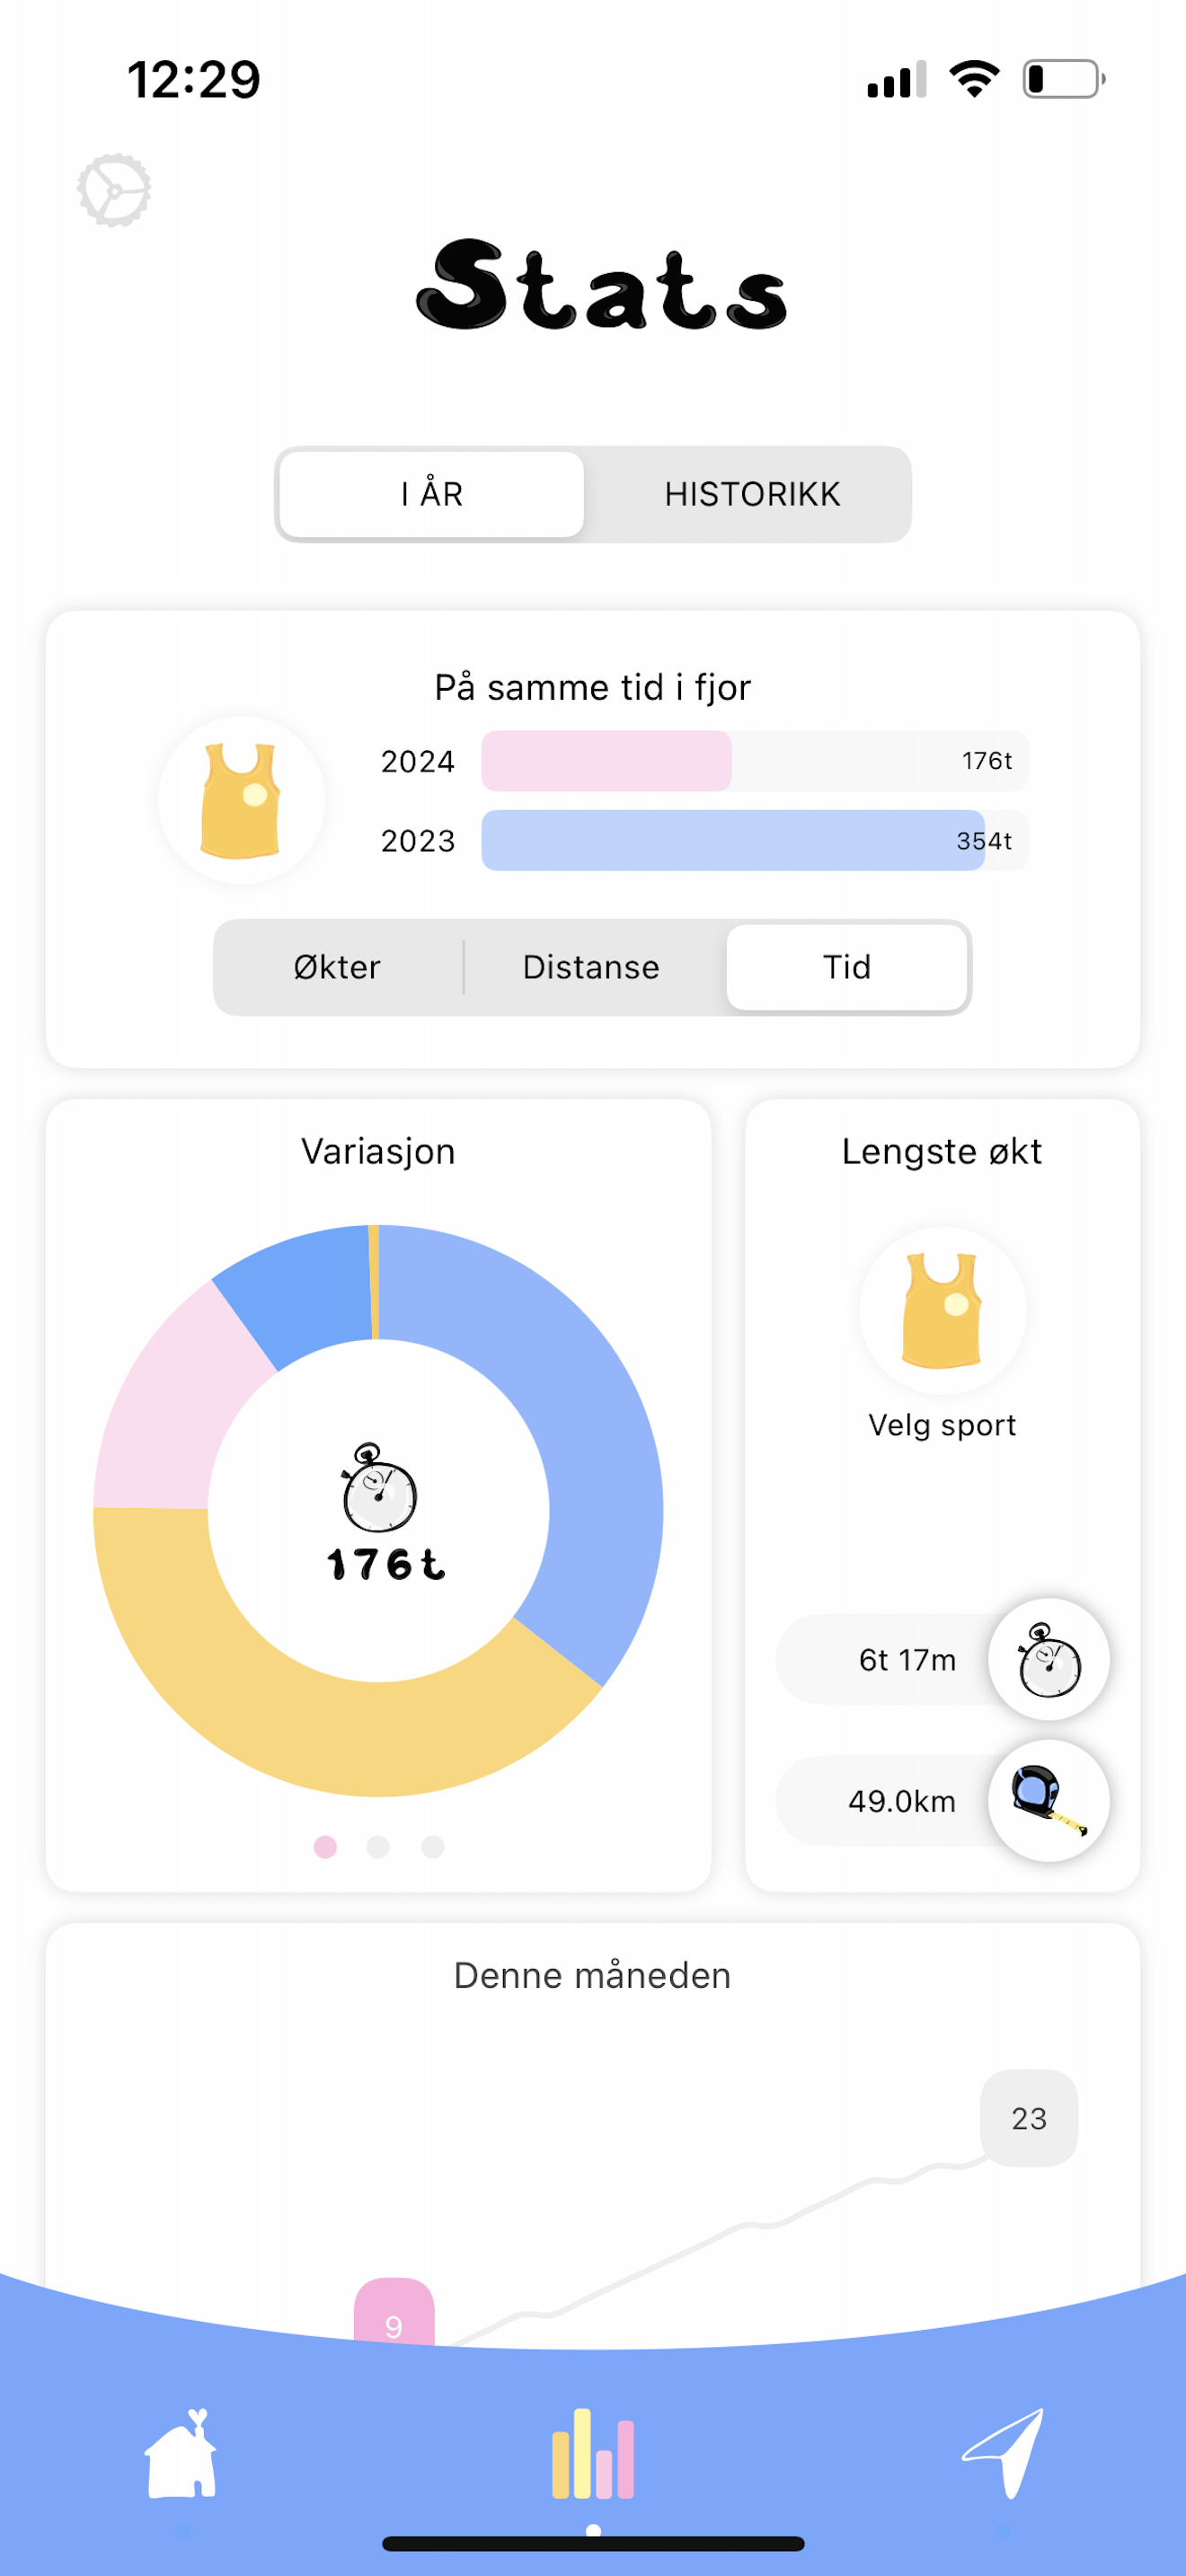 12:29
Stats
I ÅR
HISTORIKK
På samme tid i fjor
2024
176t
2023
354t
Økter
Distanse
Tid
Variasjon
176t
Lengste økt
Velg sport
6t 17m
49.0km
Denne måneden
23
9